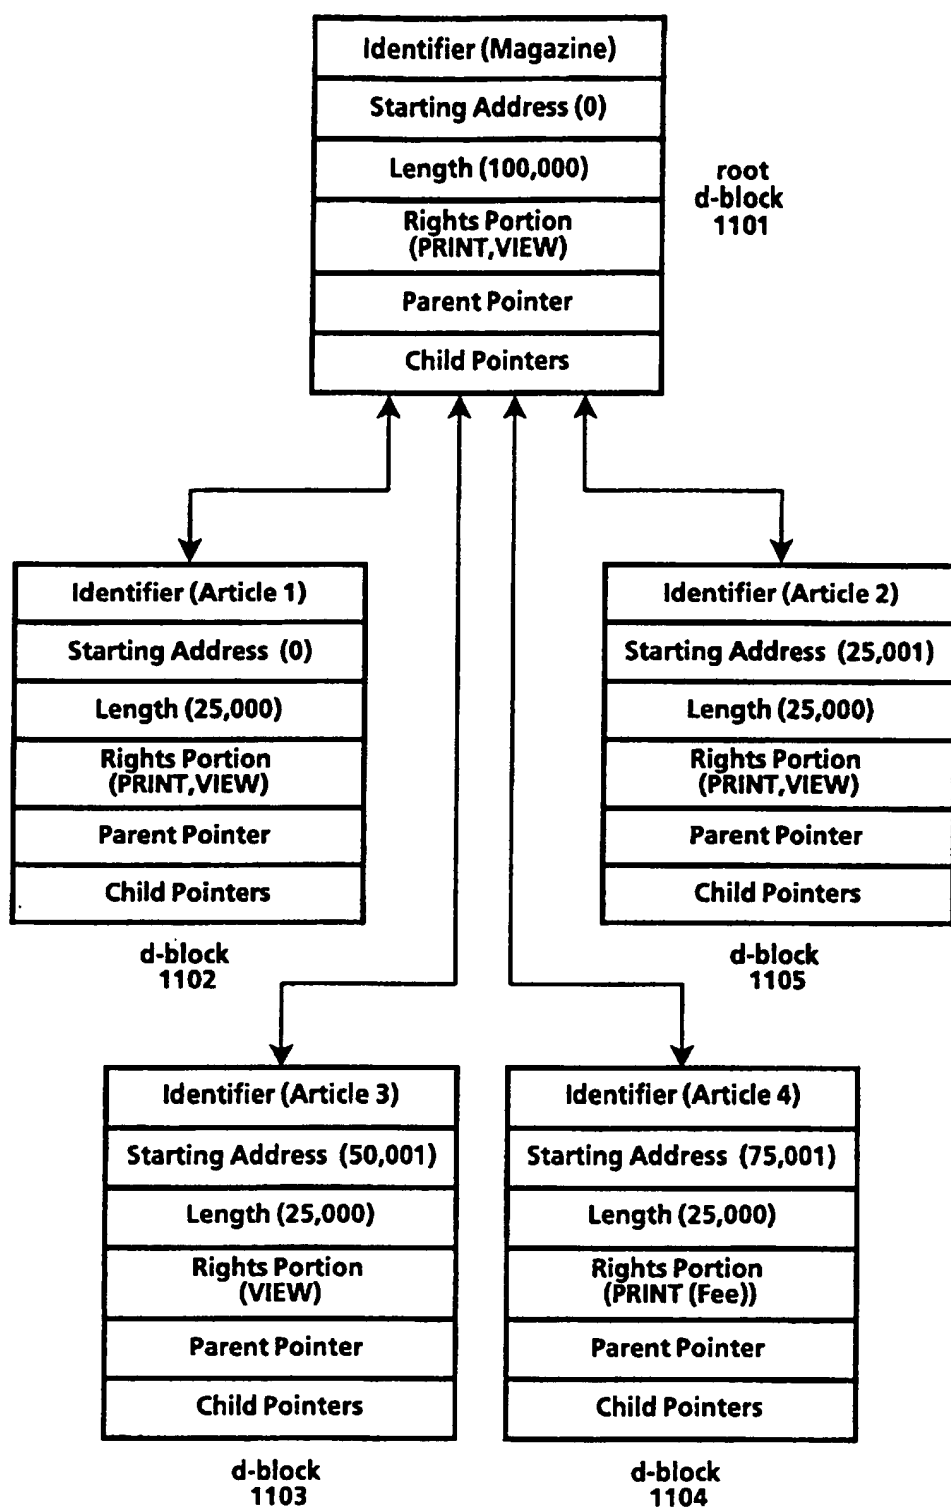 Identifier (Magazine)
Starting Address (0)
Length (100,000)
Rights Portion
(PRINT,VIEW)
Parent Pointer
Child Pointers
root
d-block
1101
Identifier (Article 1)
Starting Address (0)
Length (25,000)
Rights Portion
(PRINT,VIEW)
Parent Pointer
Child Pointers
d-block
1102
Identifier (Article 2)
Starting Address (25,001)
Length (25,000)
Rights Portion
(PRINT,VIEW)
Parent Pointer
Child Pointers
d-block
1105
Identifier (Article 3)
Starting Address (50,001)
Length (25,000)
Rights Portion
(VIEW)
Parent Pointer
Child Pointers
d-block
1103
Identifier (Article 4)
Starting Address (75,001)
Length (25,000)
Rights Portion
(PRINT (Fee))
Parent Pointer
Child Pointers
d-block
1104